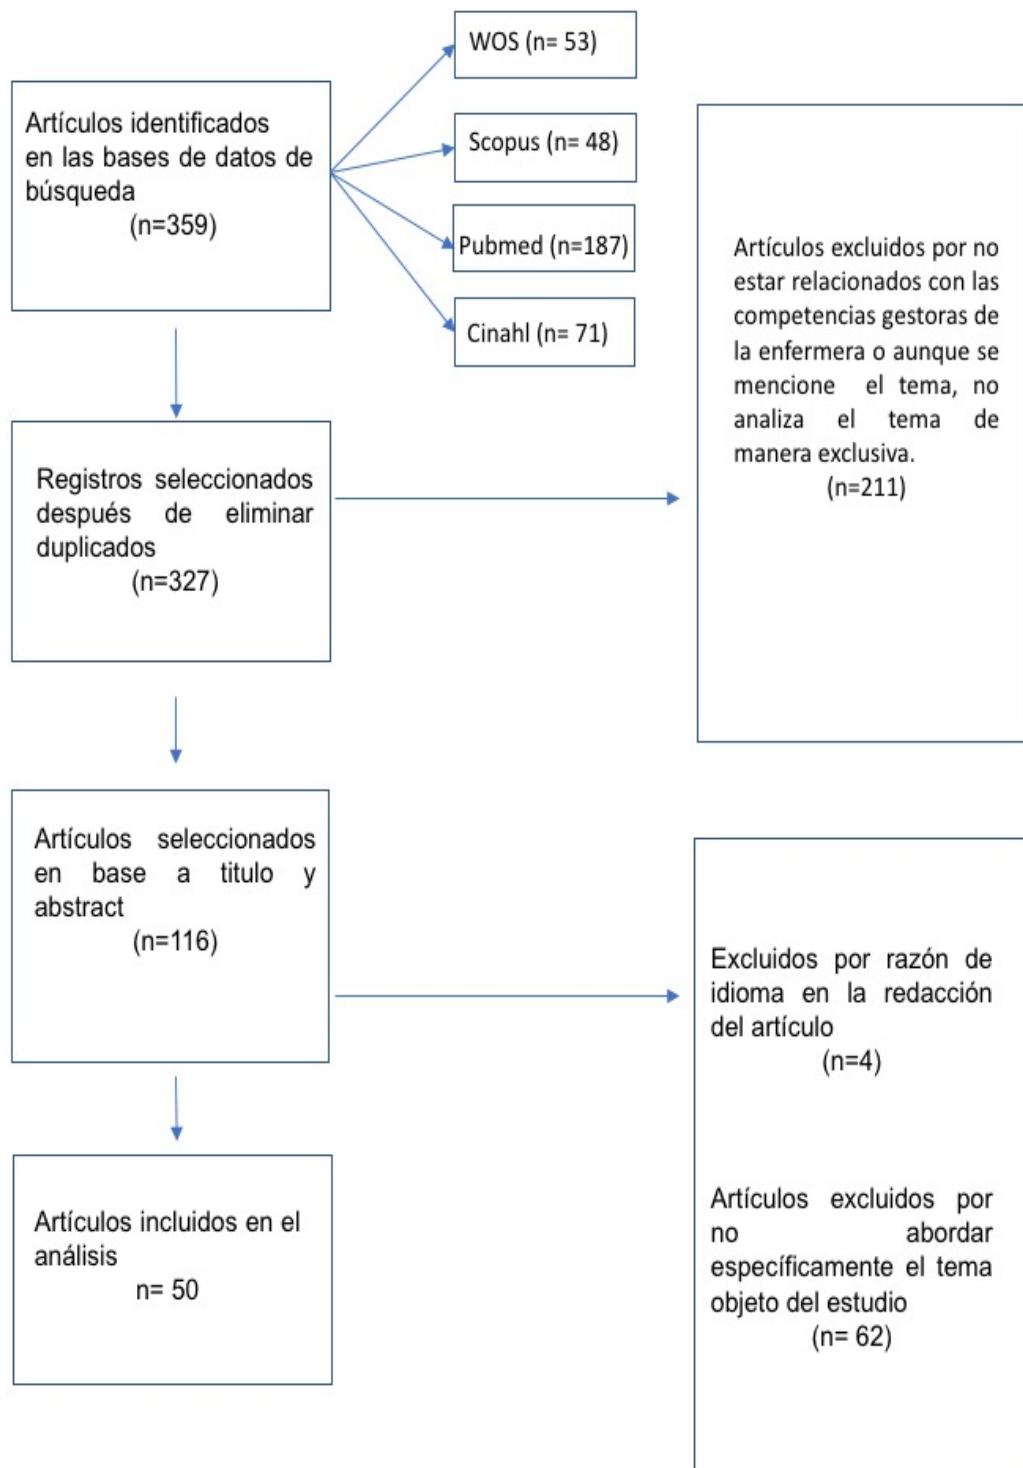 Artículos identificados
en las bases de datos de
búsqueda
(n=359)
WOS (n= 53)
Scopus (n= 48)
Pubmed (n=187)
Cinahl (n= 71)
Registros seleccionados
después de eliminar
duplicados
(n=327)
Artículos excluidos por no
estar relacionados con las
competencias gestoras de
la enfermera o aunque se
mencione el tema, no
analiza el tema de
manera exclusiva.
(n=211)
Artículos seleccionados
en base a titulo y
abstract
(n=116)
Excluidos por razón de
idioma en la redacción
del artículo
(n=4)
Artículos excluidos por
no abordar
específicamente el tema
objeto del estudio
(n= 62)
Artículos incluidos en el
análisis
n= 50